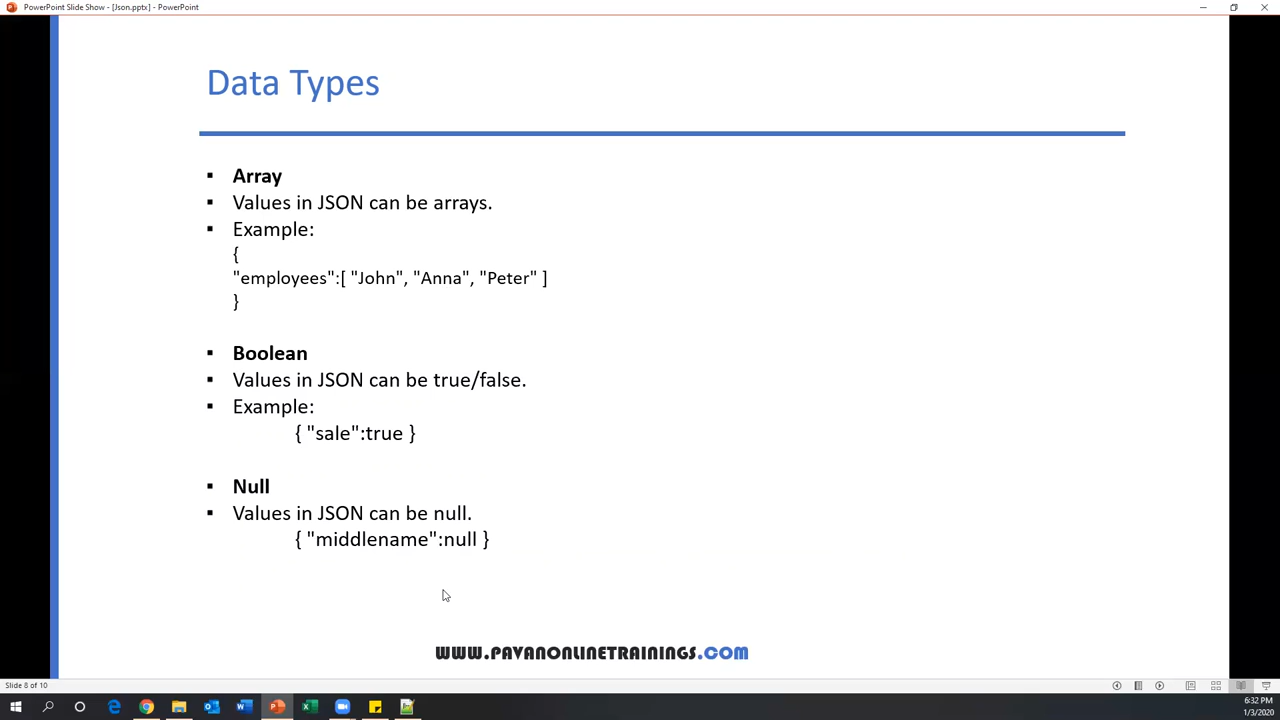 PowerPoint Slide Show - [Json.pptx] - PowerPoint
Data Types
▪ Array
▪ Values in JSON can be arrays.
▪ Example:
{
"employees":[ "John", "Anna", "Peter" ]
}
▪ Boolean
▪ Values in JSON can be true/false.
▪ Example:
{ "sale":true }
▪ Null
▪ Values in JSON can be null.
{ "middlename":null }
WWW.PAVANONLINETRAININGS.COM
Slide 8 of 10
6:32 PM
1/3/2020